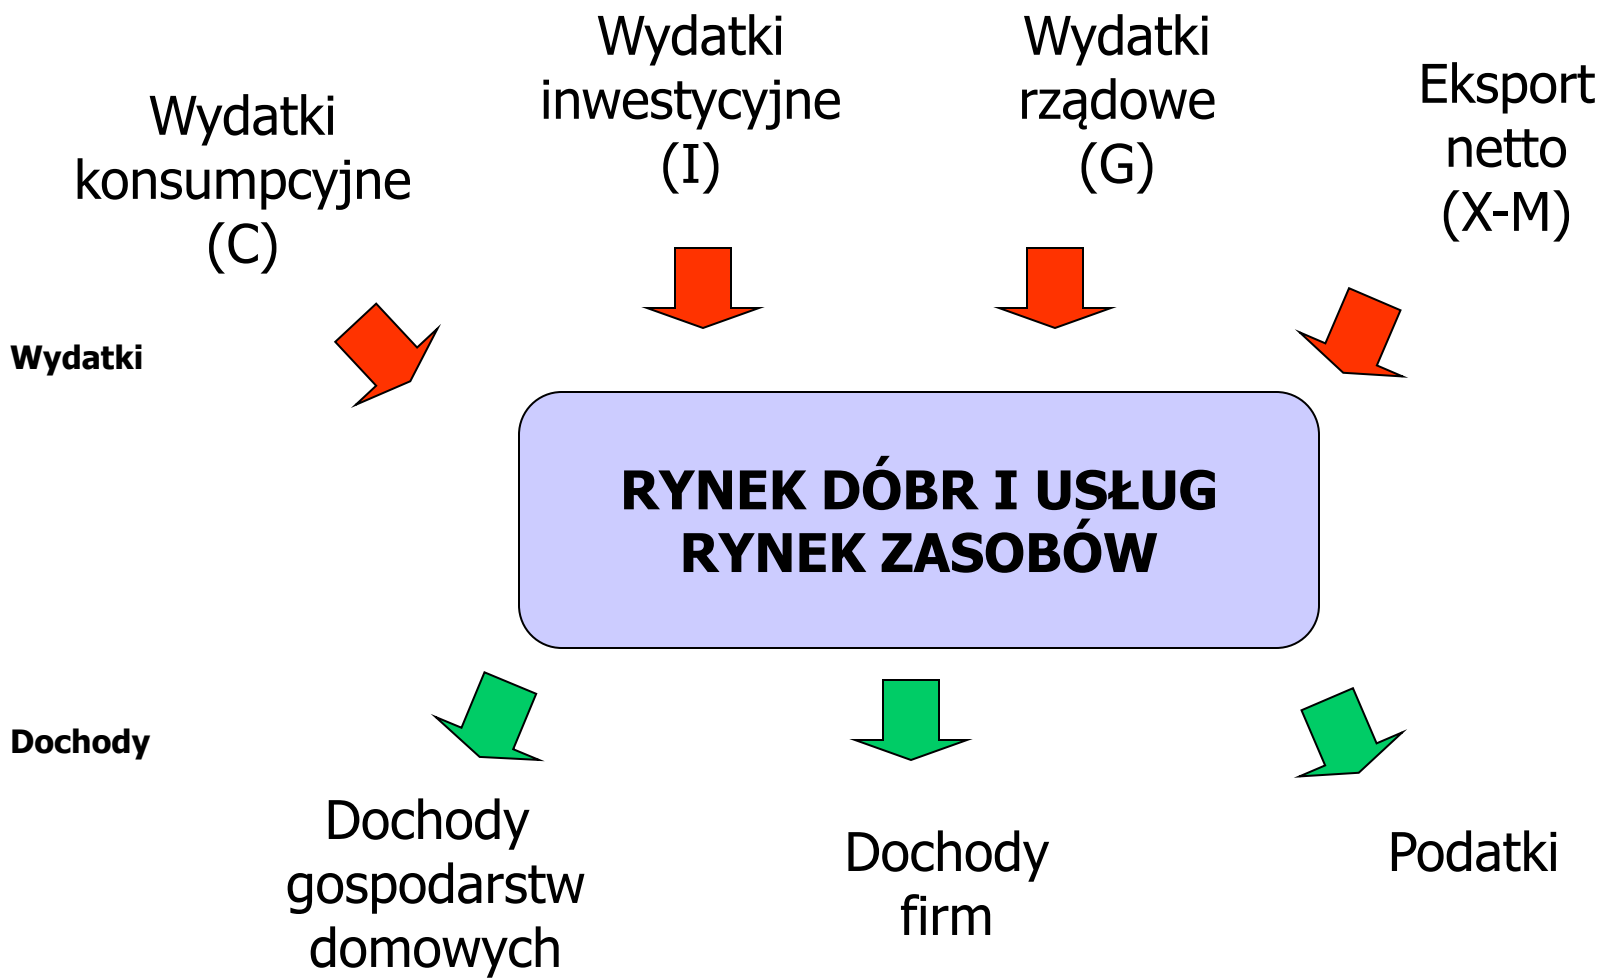 Wydatki
konsumpcyjne
(C)
Wydatki
inwestycyjne
(I)
Wydatki
rządowe
(G)
Eksport
netto
(X-M)
Wydatki
RYNEK DÓBR I USŁUG
RYNEK ZASOBÓW
Dochody
Dochody
gospodarstw
domowych
Dochody
firm
Podatki